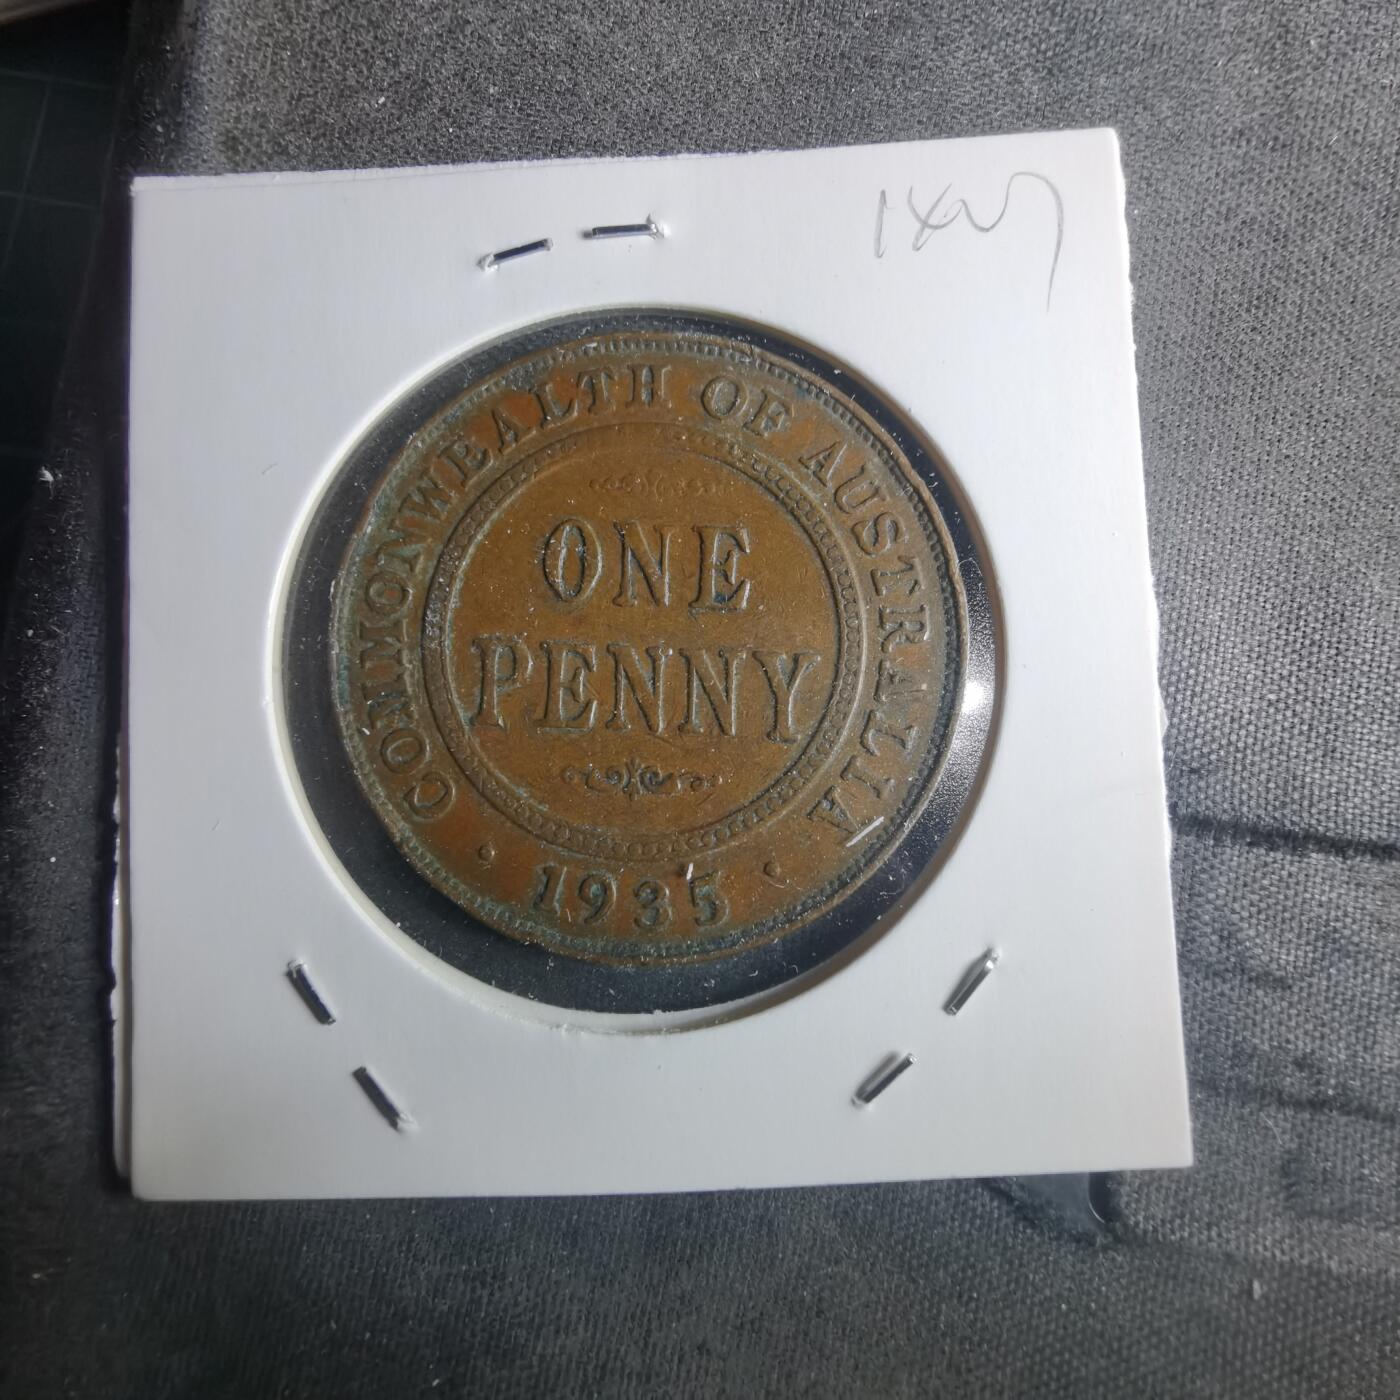 COMMONWEALTH OF AUSTRALIA
ONE
PENNY
· 1935 ·